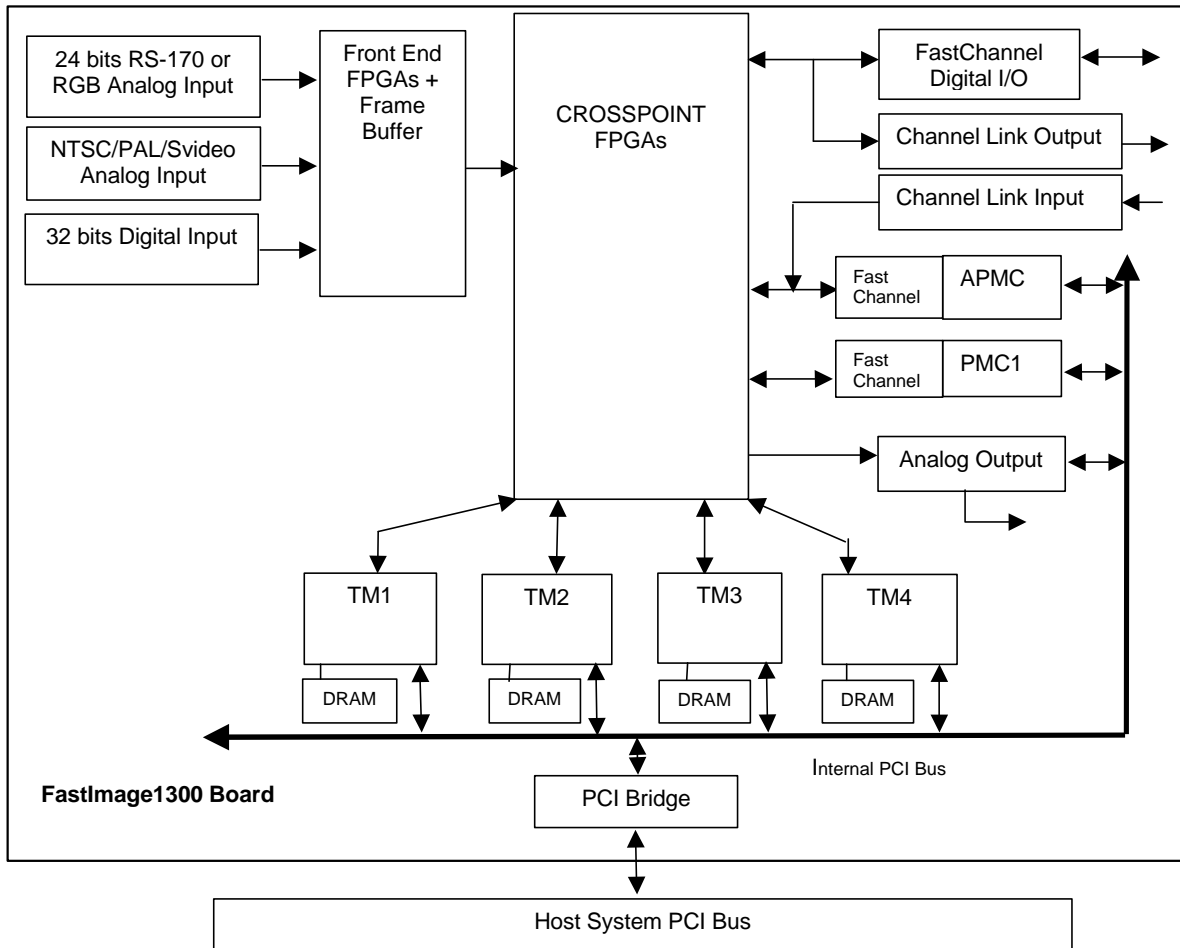 24 bits RS-170 or
RGB Analog Input
NTSC/PAL/Svideo
Analog Input
32 bits Digital Input
Front End
FPGAs +
Frame
Buffer
CROSSPOINT
FPGAs
FastChannel
Digital I/O
Channel Link Output
Channel Link Input
Fast
Channel
APMC
Fast
Channel
PMC1
Analog Output
TM1
TM2
TM3
TM4
DRAM
DRAM
DRAM
DRAM
Internal PCI Bus
FastImage1300 Board
PCI Bridge
Host System PCI Bus